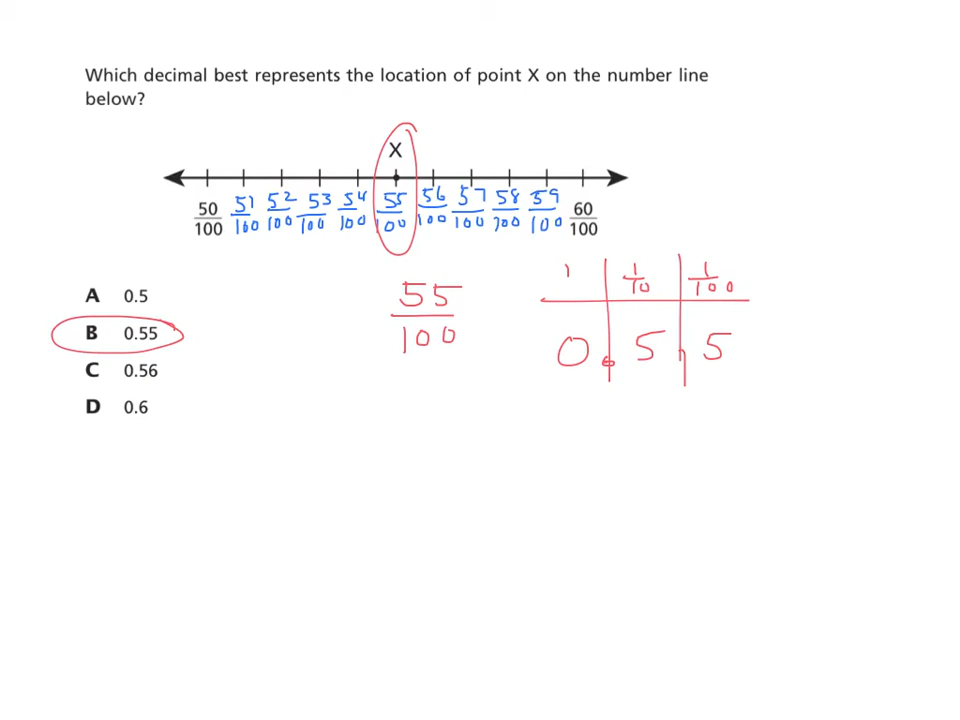 Which decimal best represents the location of point X on the number line
below?
X
50/100 51/100 52/100 53/100 54/100 55/100 56/100 57/100 58/100 59/100 60/100
1 1/10 1/100
55/100
0.5 5
A 0.5
B 0.55
C 0.56
D 0.6